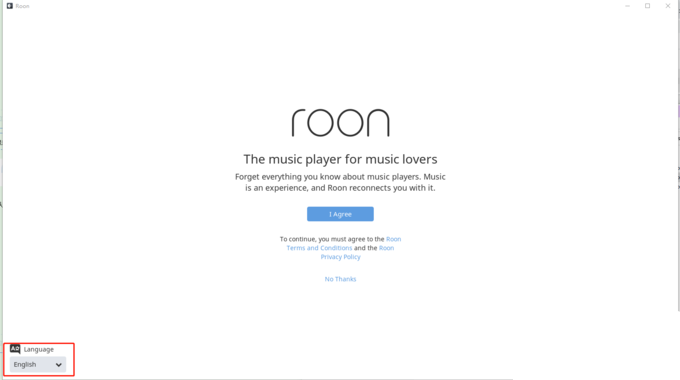 Roon
roon
The music player for music lovers
Forget everything you know about music players. Music
is an experience, and Roon reconnects you with it.
I Agree
To continue, you must agree to the Roon
Terms and Conditions and the Roon
Privacy Policy
No Thanks
Language
English